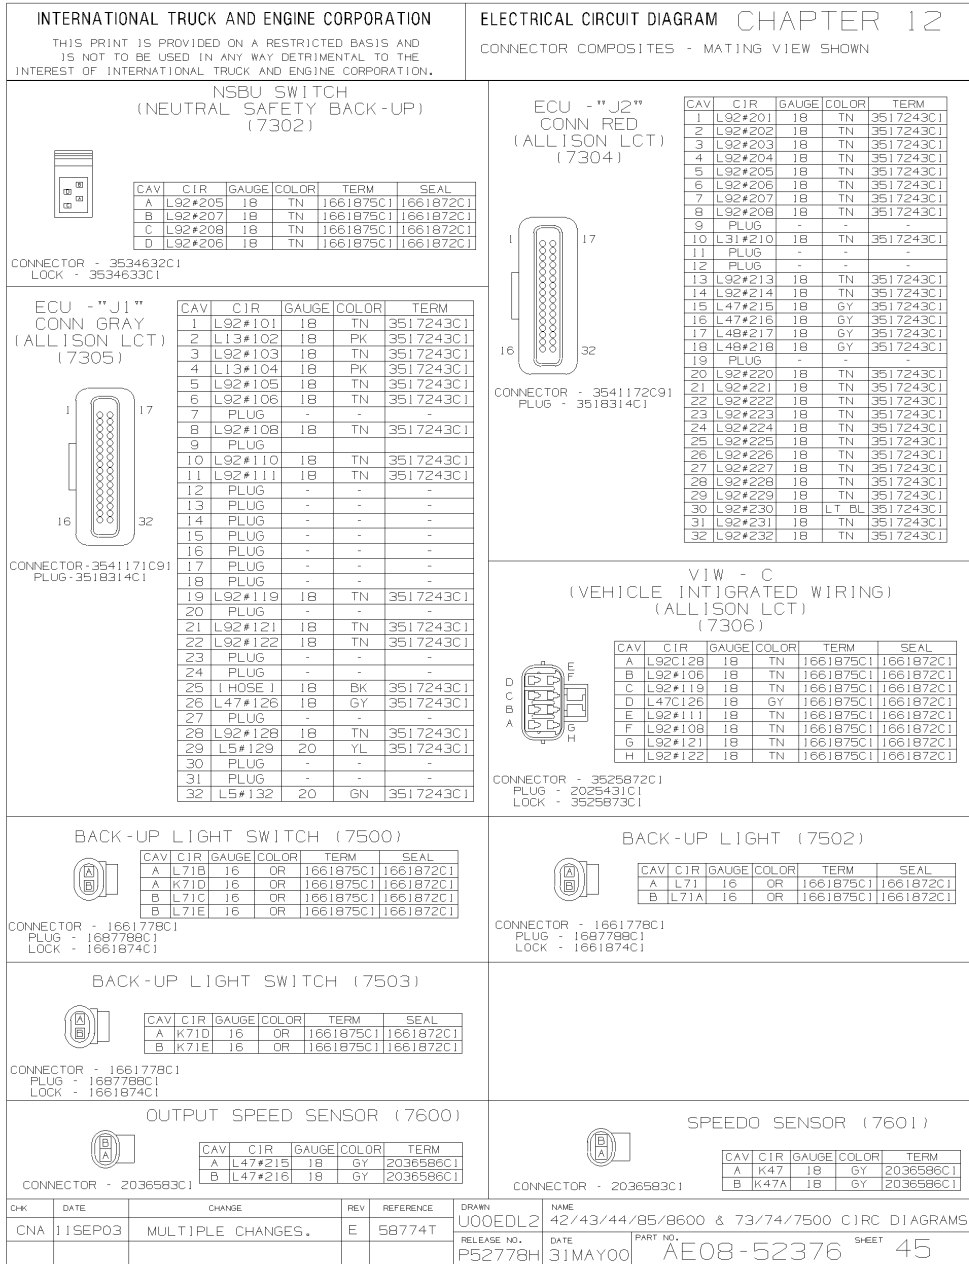 INTERNATIONAL TRUCK AND ENGINE CORPORATION
THIS PRINT IS PROVIDED ON A RESTRICTED BASIS AND
IS NOT TO BE USED IN ANY WAY DETRIMENTAL TO THE
INTEREST OF INTERNATIONAL TRUCK AND ENGINE CORPORATION.
ELECTRICAL CIRCUIT DIAGRAM CHAPTER 12
CONNECTOR COMPOSITES - MATING VIEW SHOWN
NSBU SWITCH
(NEUTRAL SAFETY BACK-UP)
(7302)
D B
C A
CAV CIR GAUGE COLOR TERM SEAL
A L92#205 18 TN 1661875C1 1661872C1
B L92#207 18 TN 1661875C1 1661872C1
C L92#208 18 TN 1661875C1 1661872C1
D L92#206 18 TN 1661875C1 1661872C1
CONNECTOR - 3534632C1
LOCK - 3534633C1
ECU -"J1"
CONN GRAY
(ALLISON LCT)
(7305)
1 17
16 32
CONNECTOR-3541171C91
PLUG-3518314C1
CAV CIR GAUGE COLOR TERM
1 L92#101 18 TN 3517243C1
2 L13#102 18 PK 3517243C1
3 L92#103 18 TN 3517243C1
4 L13#104 18 PK 3517243C1
5 L92#105 18 TN 3517243C1
6 L92#106 18 TN 3517243C1
7 PLUG - - -
8 L92#108 18 TN 3517243C1
9 PLUG
10 L92#110 18 TN 3517243C1
11 L92#111 18 TN 3517243C1
12 PLUG - - -
13 PLUG - - -
14 PLUG - - -
15 PLUG - - -
16 PLUG - - -
17 PLUG - - -
18 PLUG - - -
19 L92#119 18 TN 3517243C1
20 PLUG - - -
21 L92#121 18 TN 3517243C1
22 L92#122 18 TN 3517243C1
23 PLUG - - -
24 PLUG - - -
25 [HOSE] 18 BK 3517243C1
26 L47#126 18 GY 3517243C1
27 PLUG - - -
28 L92#128 18 TN 3517243C1
29 L5#129 20 YL 3517243C1
30 PLUG - - -
31 PLUG - - -
32 L5#132 20 GN 3517243C1
ECU -"J2"
CONN RED
(ALLISON LCT)
(7304)
1 17
16 32
CONNECTOR - 3541172C91
PLUG - 3518314C1
CAV CIR GAUGE COLOR TERM
1 L92#201 18 TN 3517243C1
2 L92#202 18 TN 3517243C1
3 L92#203 18 TN 3517243C1
4 L92#204 18 TN 3517243C1
5 L92#205 18 TN 3517243C1
6 L92#206 18 TN 3517243C1
7 L92#207 18 TN 3517243C1
8 L92#208 18 TN 3517243C1
9 PLUG - - -
10 L31#210 18 TN 3517243C1
11 PLUG - - -
12 PLUG - - -
13 L92#213 18 TN 3517243C1
14 L92#214 18 TN 3517243C1
15 L47#215 18 GY 3517243C1
16 L47#216 18 GY 3517243C1
17 L48#217 18 GY 3517243C1
18 L48#218 18 GY 3517243C1
19 PLUG - - -
20 L92#220 18 TN 3517243C1
21 L92#221 18 TN 3517243C1
22 L92#222 18 TN 3517243C1
23 L92#223 18 TN 3517243C1
24 L92#224 18 TN 3517243C1
25 L92#225 18 TN 3517243C1
26 L92#226 18 TN 3517243C1
27 L92#227 18 TN 3517243C1
28 L92#228 18 TN 3517243C1
29 L92#229 18 TN 3517243C1
30 L92#230 18 LT BL 3517243C1
31 L92#231 18 TN 3517243C1
32 L92#232 18 TN 3517243C1
VIW - C
(VEHICLE INTIGRATED WIRING)
(ALLISON LCT)
(7306)
D E
C F
B G
A H
CAV CIR GAUGE COLOR TERM SEAL
A L92C128 18 TN 1661875C1 1661872C1
B L92#106 18 TN 1661875C1 1661872C1
C L92#119 18 TN 1661875C1 1661872C1
D L47C126 18 GY 1661875C1 1661872C1
E L92#111 18 TN 1661875C1 1661872C1
F L92#108 18 TN 1661875C1 1661872C1
G L92#121 18 TN 1661875C1 1661872C1
H L92#122 18 TN 1661875C1 1661872C1
CONNECTOR - 3525872C1
PLUG - 2025431C1
LOCK - 3525873C1
BACK-UP LIGHT SWITCH (7500)
A
B
CAV CIR GAUGE COLOR TERM SEAL
A L71B 16 OR 1661875C1 1661872C1
A K71D 16 OR 1661875C1 1661872C1
B L71C 16 OR 1661875C1 1661872C1
B L71E 16 OR 1661875C1 1661872C1
CONNECTOR - 1661778C1
PLUG - 1687788C1
LOCK - 1661874C1
BACK-UP LIGHT (7502)
A
B
CAV CIR GAUGE COLOR TERM SEAL
A L71 16 OR 1661875C1 1661872C1
B L71A 16 OR 1661875C1 1661872C1
CONNECTOR - 1661778C1
PLUG - 1687788C1
LOCK - 1661874C1
BACK-UP LIGHT SWITCH (7503)
A
B
CAV CIR GAUGE COLOR TERM SEAL
A K71D 16 OR 1661875C1 1661872C1
B K71E 16 OR 1661875C1 1661872C1
CONNECTOR - 1661778C1
PLUG - 1687788C1
LOCK - 1661874C1
OUTPUT SPEED SENSOR (7600)
B
A
CAV CIR GAUGE COLOR TERM
A L47#215 18 GY 2036586C1
B L47#216 18 GY 2036586C1
CONNECTOR - 2036583C1
SPEEDO SENSOR (7601)
B
A
CAV CIR GAUGE COLOR TERM
A K47 18 GY 2036586C1
B K47A 18 GY 2036586C1
CONNECTOR - 2036583C1
CHK DATE CHANGE REV REFERENCE
CNA 11SEP03 MULTIPLE CHANGES. E 58774T
DRAWN NAME
U00EDL2 42/43/44/85/8600 & 73/74/7500 CIRC DIAGRAMS
RELEASE NO. DATE PART NO. SHEET
P52778H 31MAY00 AE08-52376 45